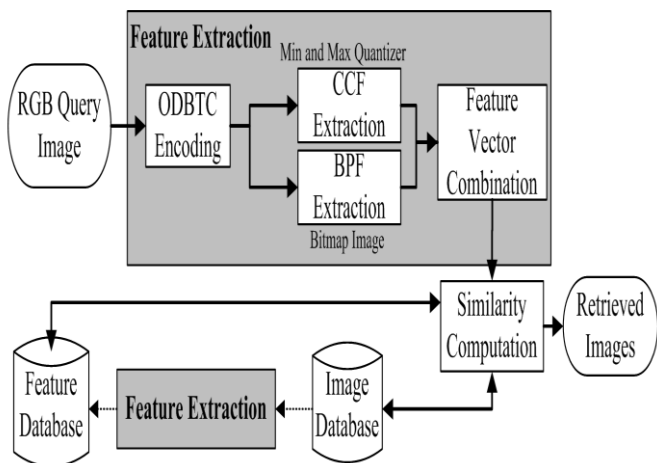 Feature Extraction
Min and Max Quantizer
RGB Query
Image
ODBTC
Encoding
CCF
Extraction
BPF
Extraction
Bitmap Image
Feature
Vector
Combination
Similarity
Computation
Retrieved
Images
Feature
Database
Feature Extraction
Image
Database